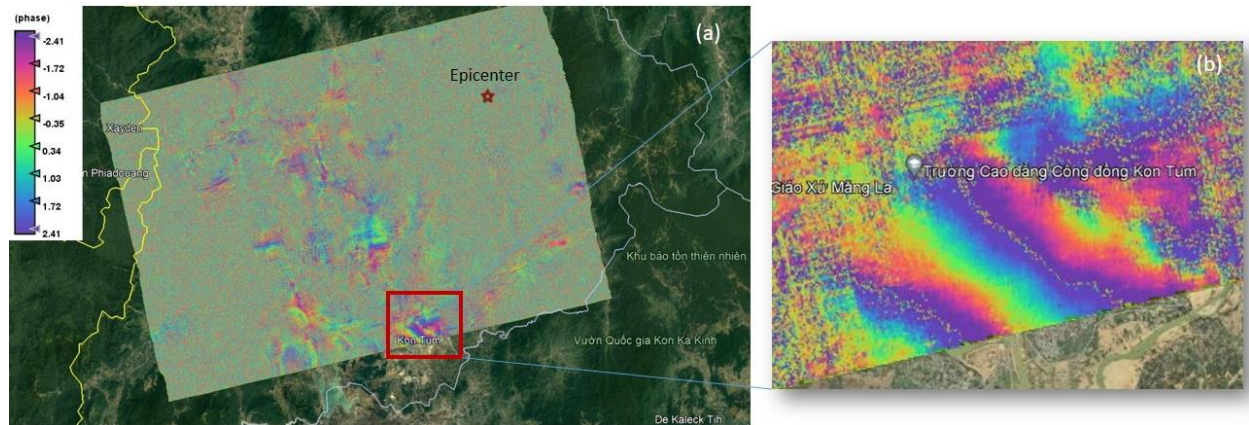 (phase)
-2.41
-1.72
-1.04
-0.35
0.34
1.03
1.72
2.41
(a)
Epicenter
Xayden
n Phiadouang
Khu bảo tồn thiên nhiên
Kon Tum
Vườn Quốc gia Kon Ka Kinh
De Kaleck Tih
(b)
Trường Cao đẳng Cộng đồng Kon Tum
Giáo Xứ Măng La